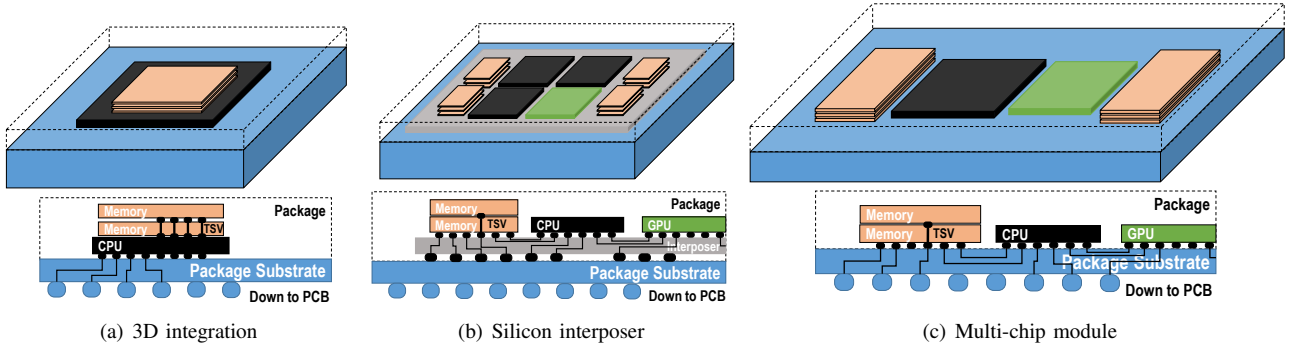 Memory
Package
Memory
TSV
CPU
Package Substrate
Down to PCB
(a) 3D integration
Memory
Package
Memory
TSV
CPU
GPU
Interposer
Package Substrate
Down to PCB
(b) Silicon interposer
Memory
Package
Memory
TSV
CPU
GPU
Package Substrate
Down to PCB
(c) Multi-chip module